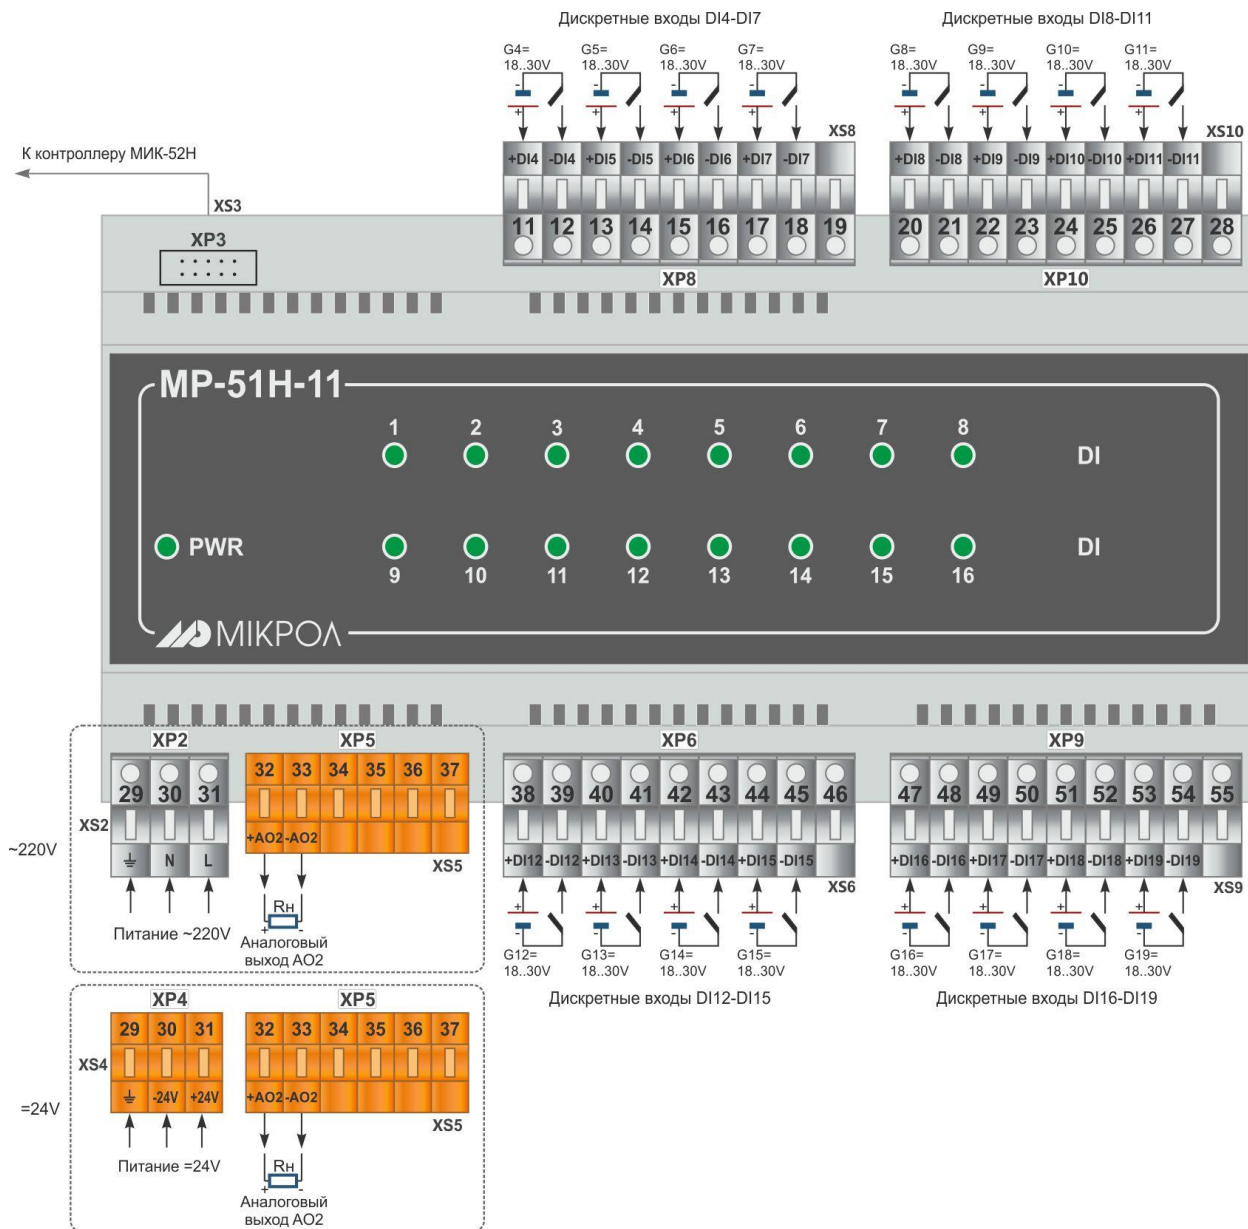 Дискретные входы DI4-DI7
Дискретные входы DI8-DI11
G4= G5= G6= G7=
18..30V 18..30V 18..30V 18..30V
G8= G9= G10= G11=
18..30V 18..30V 18..30V 18..30V
- - - -
- - - -
+ + + +
+ + + +
XS8
XS10
К контроллеру МИК-52Н
+DI4 -DI4 +DI5 -DI5 +DI6 -DI6 +DI7 -DI7
+DI8 -DI8 +DI9 -DI9 +DI10 -DI10 +DI11 -DI11
XS3
11 12 13 14 15 16 17 18 19
20 21 22 23 24 25 26 27 28
XP3
XP8
XP10
МР-51Н-11
1 2 3 4 5 6 7 8
DI
PWR
DI
9 10 11 12 13 14 15 16
МІКРОЛ
XP2 XP5
XP6
XP9
29 30 31
32 33 34 35 36 37
38 39 40 41 42 43 44 45 46
47 48 49 50 51 52 53 54 55
XS2
~220V
N L
+AO2 -AO2
+DI12 -DI12 +DI13 -DI13 +DI14 -DI14 +DI15 -DI15
+DI16 -DI16 +DI17 -DI17 +DI18 -DI18 +DI19 -DI19
XS5
XS6
XS9
+ + + +
+ + + +
- - - -
- - - -
Rн
+ -
Питание ~220V
Аналоговый
выход АО2
G12= G13= G14= G15=
18..30V 18..30V 18..30V 18..30V
G16= G17= G18= G19=
18..30V 18..30V 18..30V 18..30V
Дискретные входы DI12-DI15
Дискретные входы DI16-DI19
XP4 XP5
29 30 31
32 33 34 35 36 37
XS4
=24V
-24V +24V
+AO2 -AO2
XS5
Питание =24V
Rн
+ -
Аналоговый
выход АО2